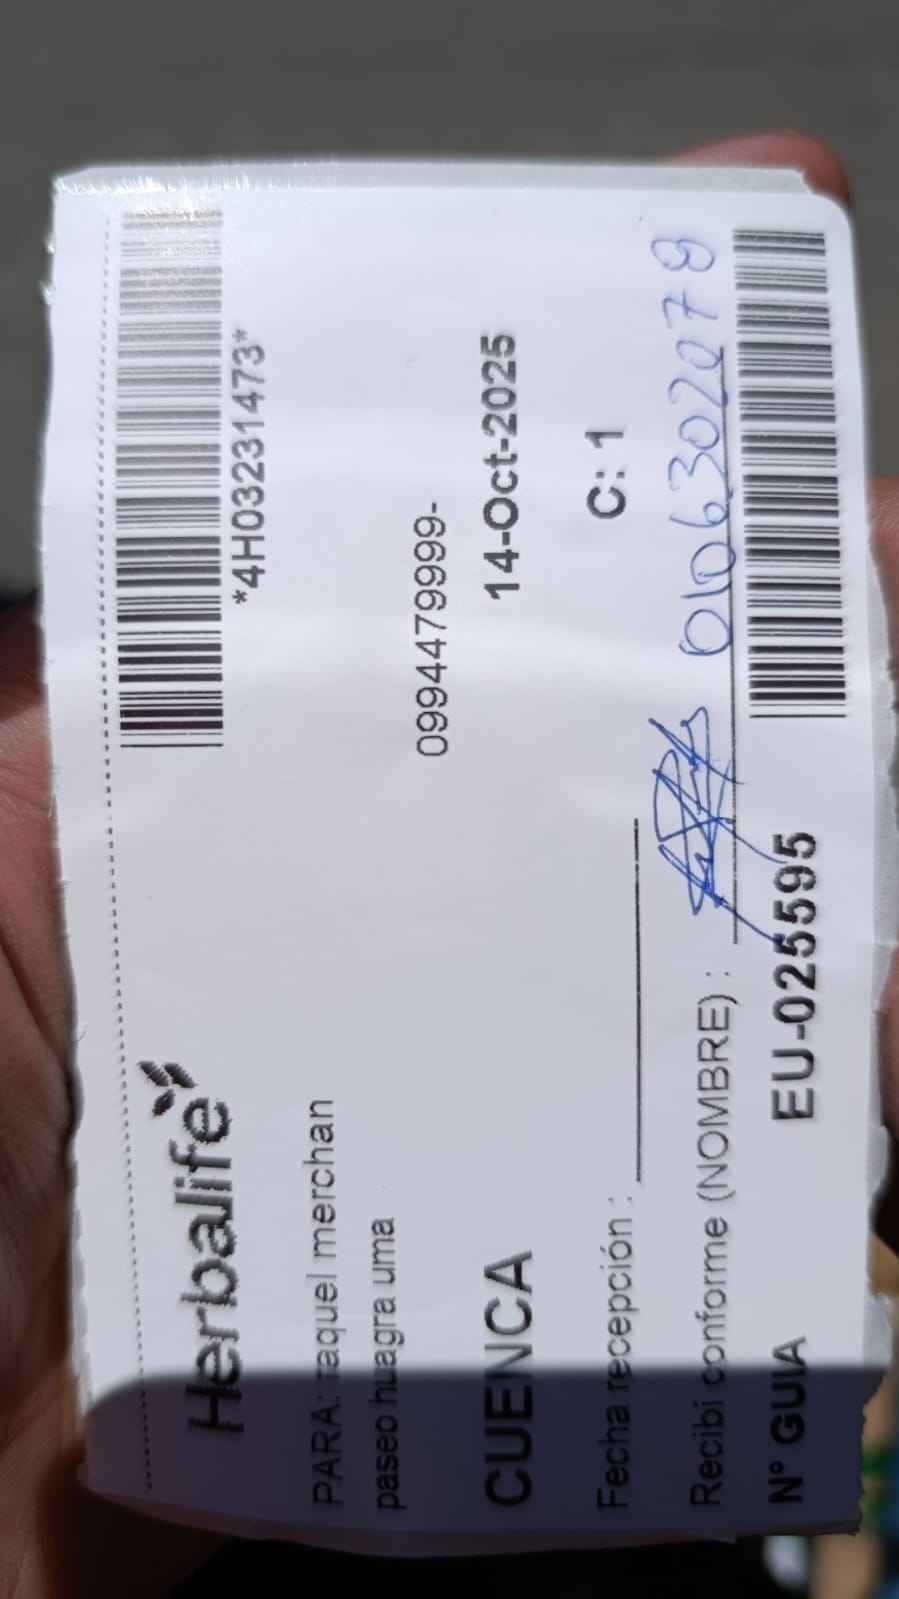 Herbalife
*4H03231473*
PARA: raquel merchan
paseo huagra uma
0994479999-
CUENCA
14-Oct-2025
Fecha recepción :
C: 1
Recibi conforme (NOMBRE) : 0106302078
N° GUIA EU-025595